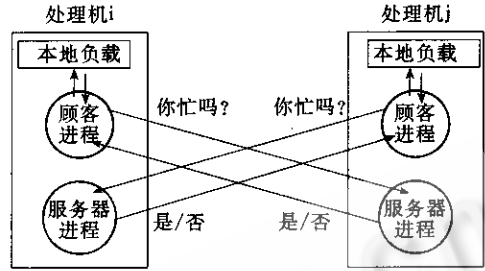 处理机i
处理机j
本地负载
本地负载
顾客
进程
你忙吗?
你忙吗?
顾客
进程
服务器
进程
是/否
是/否
服务器
进程